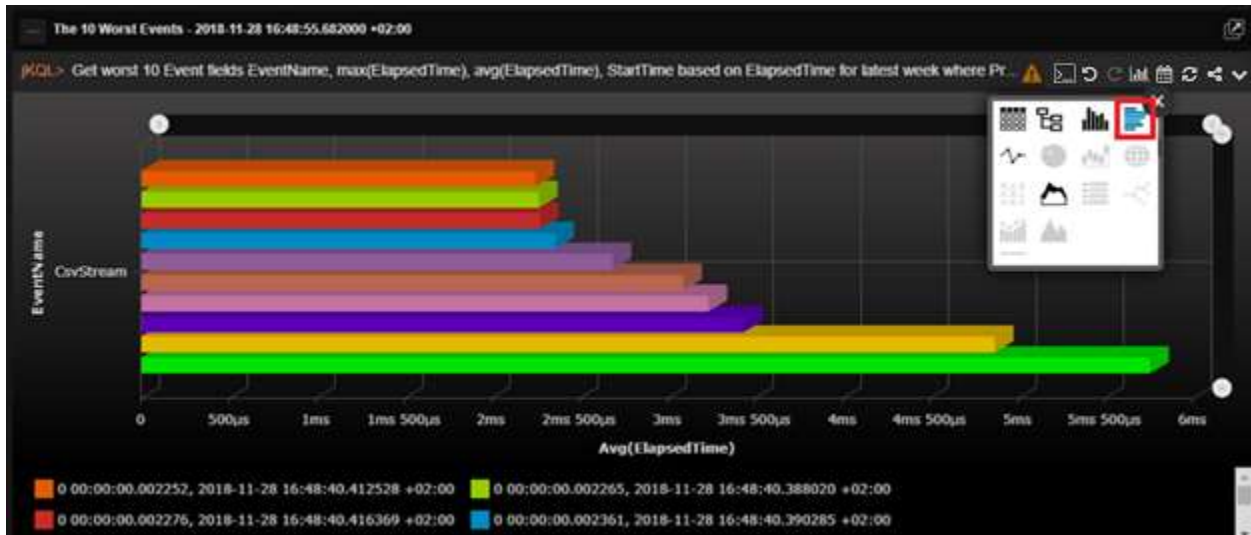 The 10 Worst Events - 2018-11-28 16:48:55.682000 +02:00
jKQL> Get worst 10 Event fields EventName, max(ElapsedTime), avg(ElapsedTime), StartTime based on ElapsedTime for latest week where Pr...
EventName
CsvStream
0 500µs 1ms 1ms 500µs 2ms 2ms 500µs 3ms 3ms 500µs 4ms 4ms 500µs 5ms 5ms 500µs 6ms
Avg(ElapsedTime)
0 00:00:00.002252, 2018-11-28 16:48:40.412528 +02:00 0 00:00:00.002265, 2018-11-28 16:48:40.388020 +02:00
0 00:00:00.002276, 2018-11-28 16:48:40.416369 +02:00 0 00:00:00.002361, 2018-11-28 16:48:40.390285 +02:00